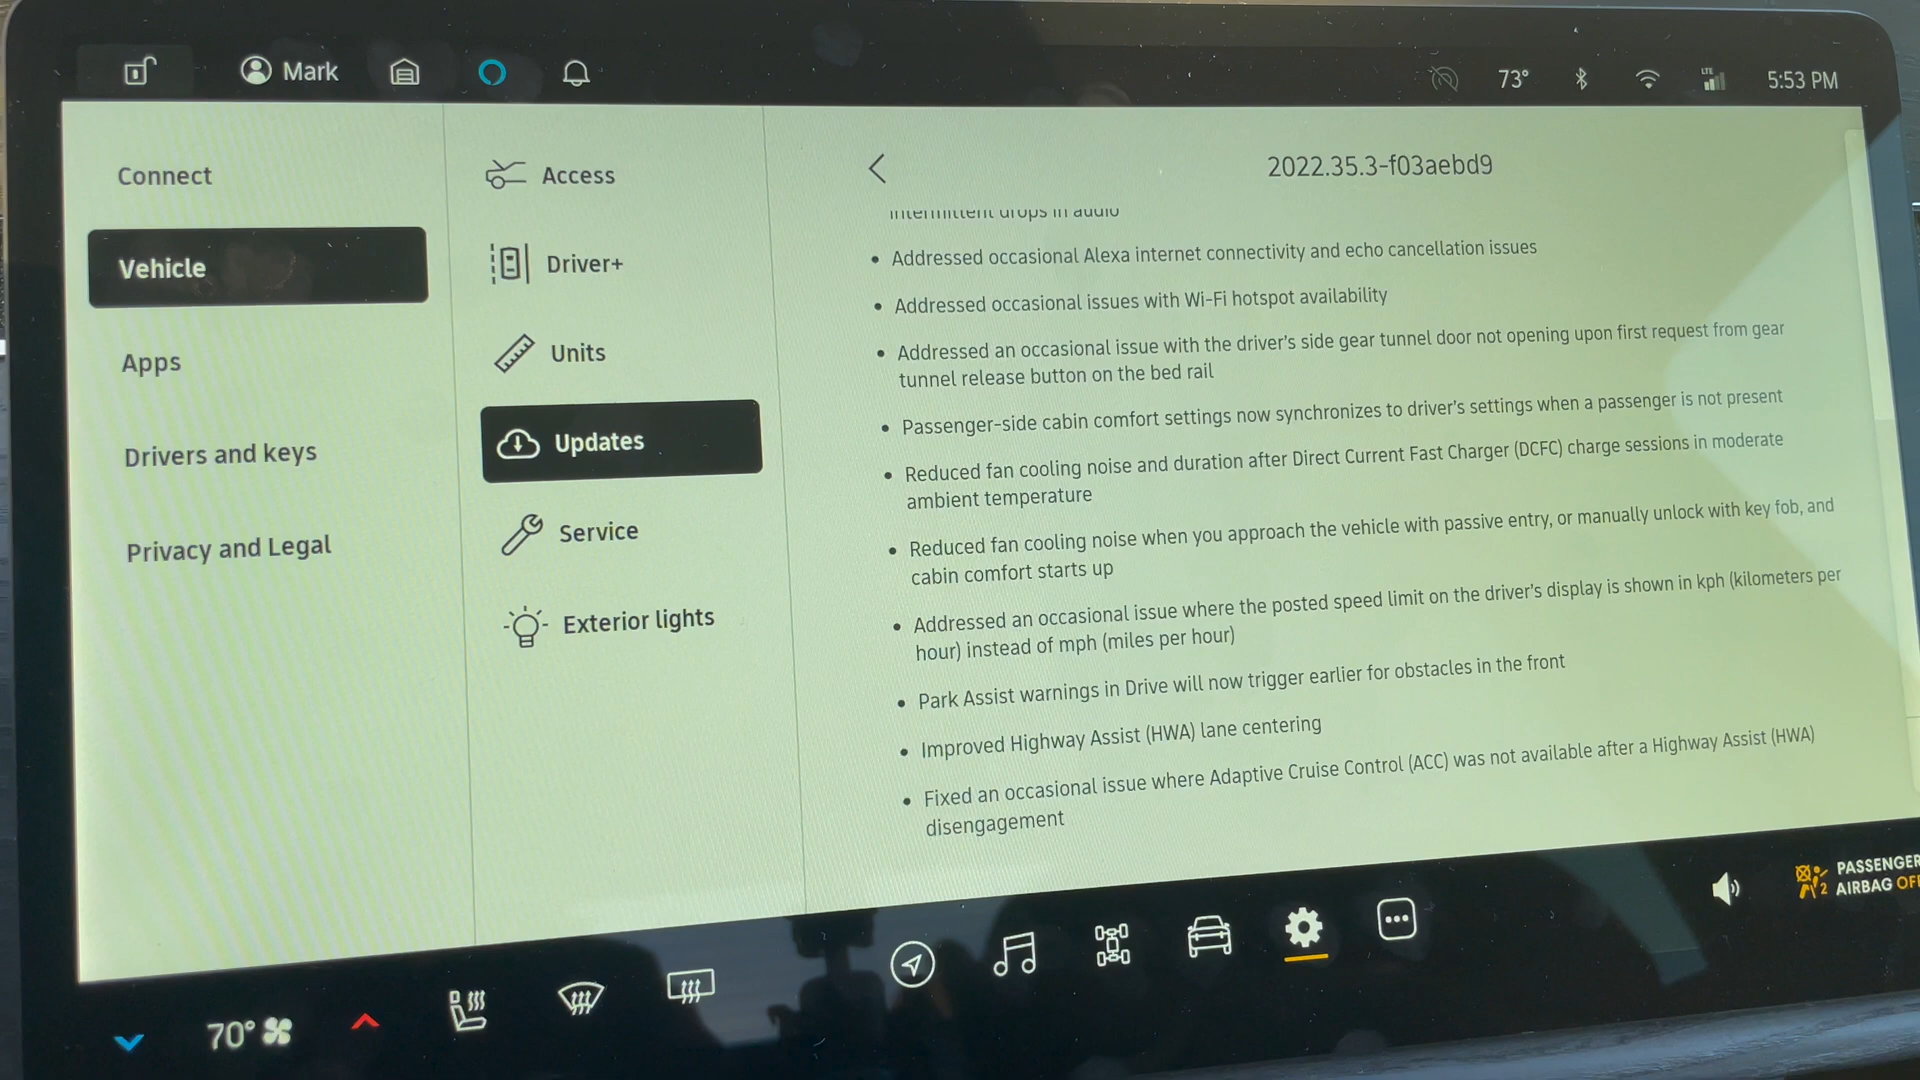 Mark
73°
LTE
5:53 PM
Connect
Vehicle
Apps
Drivers and keys
Privacy and Legal
Access
Driver+
Units
Updates
Service
Exterior lights
2022.35.3-f03aebd9
intermittent drops in audio
• Addressed occasional Alexa internet connectivity and echo cancellation issues
• Addressed occasional issues with Wi-Fi hotspot availability
• Addressed an occasional issue with the driver's side gear tunnel door not opening upon first request from gear
tunnel release button on the bed rail
• Passenger-side cabin comfort settings now synchronizes to driver's settings when a passenger is not present
• Reduced fan cooling noise and duration after Direct Current Fast Charger (DCFC) charge sessions in moderate
ambient temperature
• Reduced fan cooling noise when you approach the vehicle with passive entry, or manually unlock with key fob, and
cabin comfort starts up
• Addressed an occasional issue where the posted speed limit on the driver's display is shown in kph (kilometers per
hour) instead of mph (miles per hour)
• Park Assist warnings in Drive will now trigger earlier for obstacles in the front
• Improved Highway Assist (HWA) lane centering
• Fixed an occasional issue where Adaptive Cruise Control (ACC) was not available after a Highway Assist (HWA)
disengagement
70°
2
PASSENGER
AIRBAG OFF